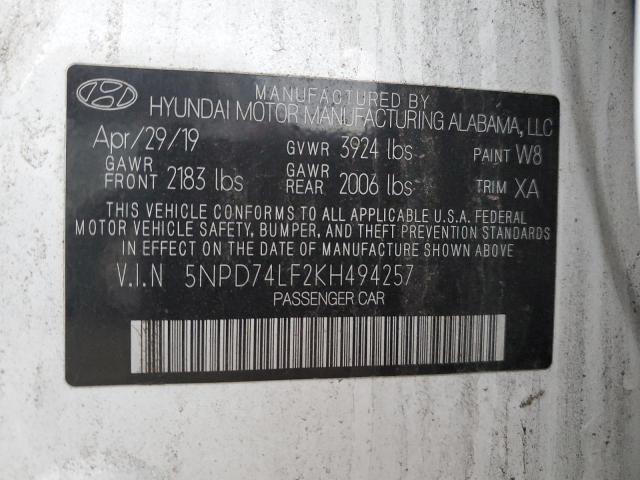 MANUFACTURED BY
HYUNDAI MOTOR MANUFACTURING ALABAMA, LLC
Apr/29/19 GVWR 3924 lbs PAINT W8
GAWR FRONT 2183 lbs GAWR REAR 2006 lbs TRIM XA
THIS VEHICLE CONFORMS TO ALL APPLICABLE U.S.A. FEDERAL
MOTOR VEHICLE SAFETY, BUMPER, AND THEFT PREVENTION STANDARDS
IN EFFECT ON THE DATE OF MANUFACTURE SHOWN ABOVE
V.I.N 5NPD74LF2KH494257
PASSENGER CAR